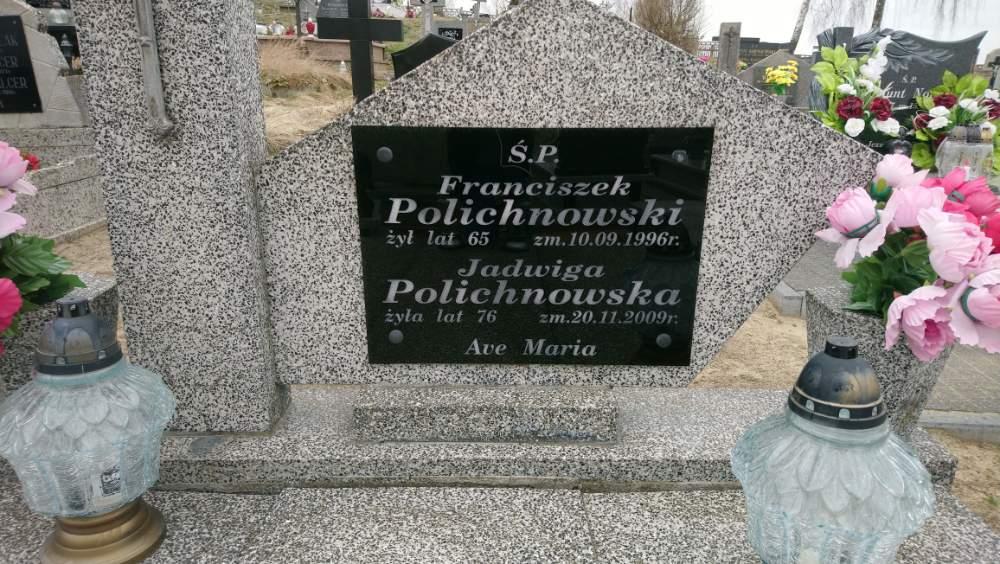 Ś.P.
Franciszek
Polichnowski
żył lat 65 zm.10.09.1996r.
Jadwiga
Polichnowska
żyła lat 76 zm.20.11.2009r.
Ave Maria
Ś.P.